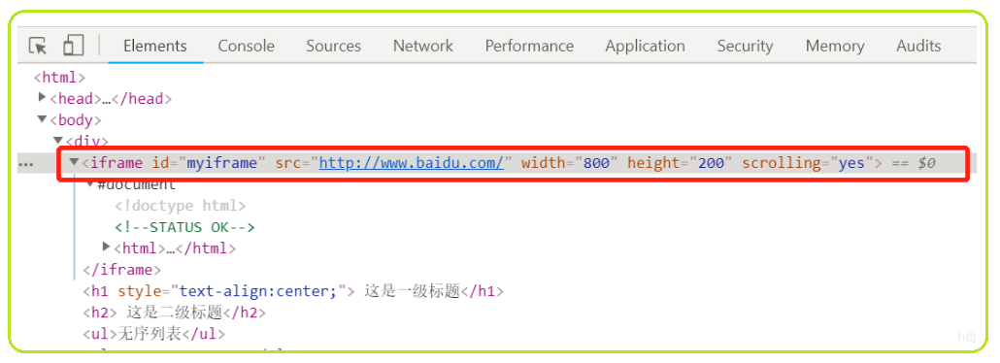 Elements Console Sources Network Performance Application Security Memory Audits
<html>
<head>…</head>
<body>
<div>
<iframe id="myiframe" src="http://www.baidu.com/" width="800" height="200" scrolling="yes"> == $0
#document
<!doctype html>
<!--STATUS OK-->
<html>…</html>
</iframe>
<h1 style="text-align:center;"> 这是一级标题</h1>
<h2> 这是二级标题</h2>
<ul>无序列表</ul>